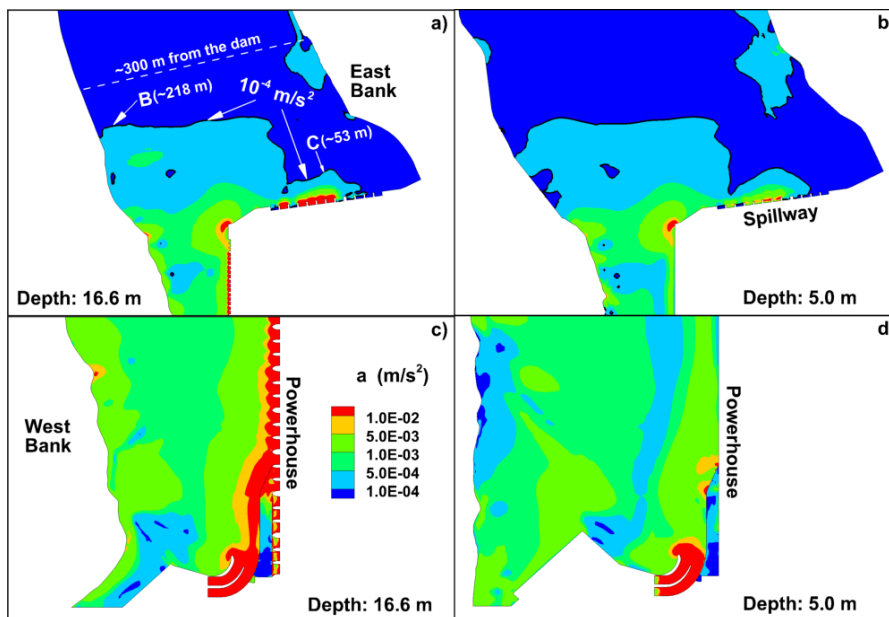 a)
~300 m from the dam
East
Bank
B(~218 m)
10⁻⁴ m/s²
C(~53 m)
Depth: 16.6 m
b)
Spillway
Depth: 5.0 m
c)
a (m/s²)
1.0E-02
5.0E-03
1.0E-03
5.0E-04
1.0E-04
West
Bank
Powerhouse
Depth: 16.6 m
d)
Powerhouse
Depth: 5.0 m